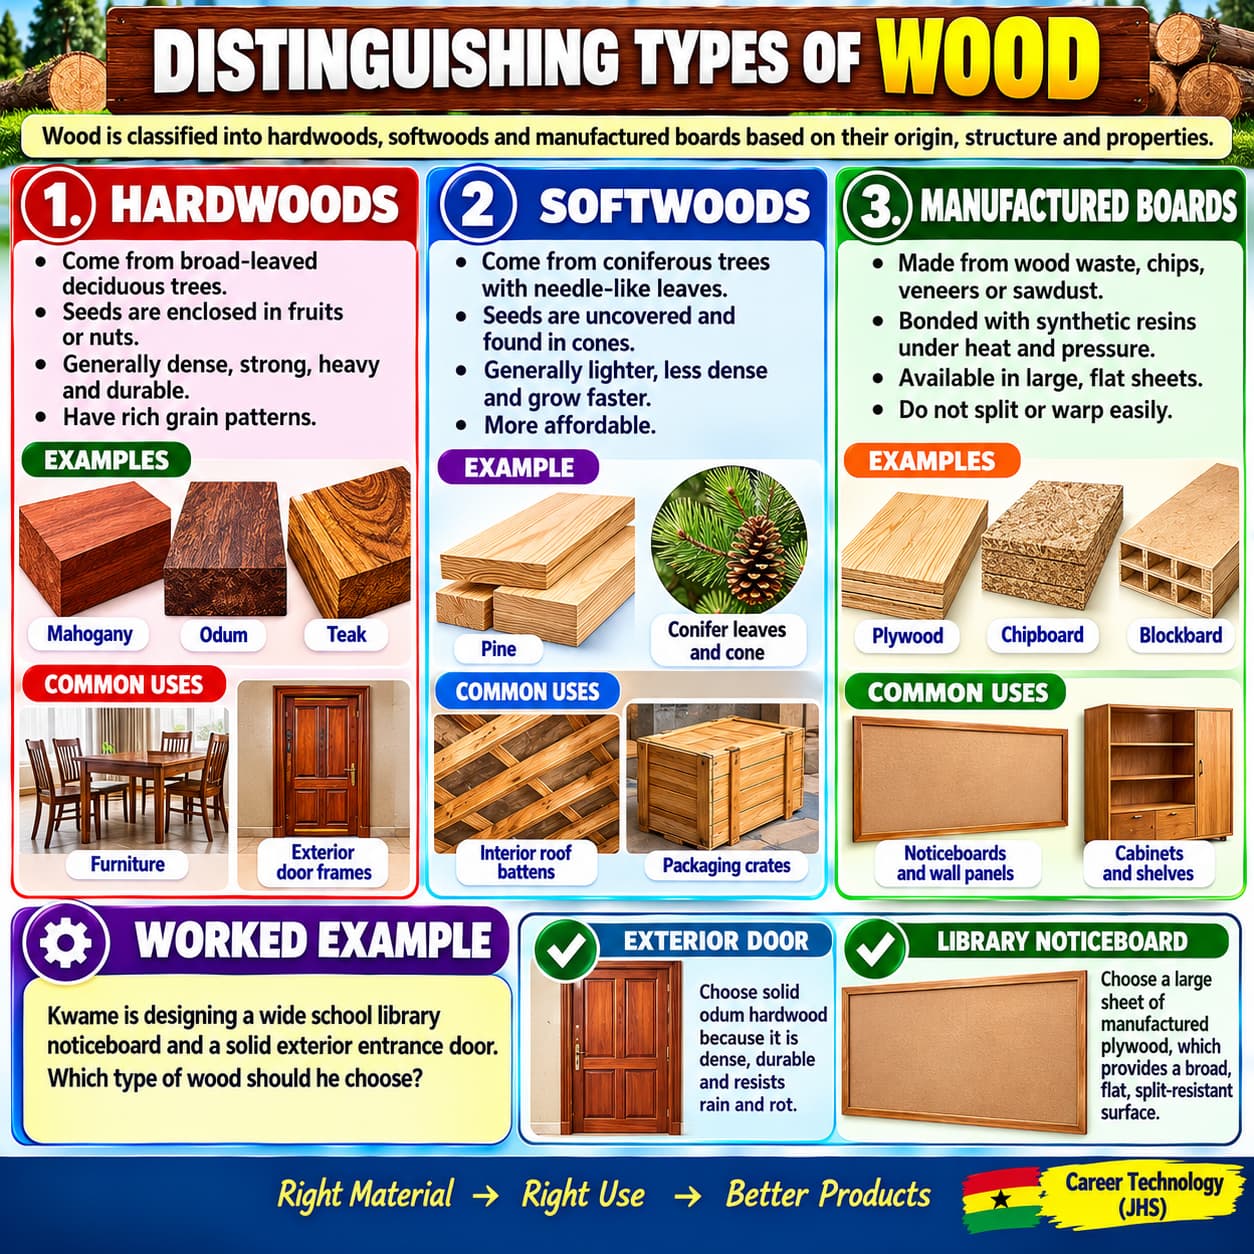 DISTINGUISHING TYPES OF WOOD
Wood is classified into hardwoods, softwoods and manufactured boards based on their origin, structure and properties.
1. HARDWOODS
• Come from broad-leaved
deciduous trees.
• Seeds are enclosed in fruits
or nuts.
• Generally dense, strong, heavy
and durable.
• Have rich grain patterns.
EXAMPLES
Mahogany
Odum
Teak
COMMON USES
Furniture
Exterior
door frames
2 SOFTWOODS
• Come from coniferous trees
with needle-like leaves.
• Seeds are uncovered and
found in cones.
• Generally lighter, less dense
and grow faster.
• More affordable.
EXAMPLE
Pine
Conifer leaves
and cone
COMMON USES
Interior roof
battens
Packaging crates
3. MANUFACTURED BOARDS
• Made from wood waste, chips,
veneers or sawdust.
• Bonded with synthetic resins
under heat and pressure.
• Available in large, flat sheets.
• Do not split or warp easily.
EXAMPLES
Plywood
Chipboard
Blockbard
COMMON USES
Noticeboards
and wall panels
Cabinets
and shelves
WORKED EXAMPLE
Kwame is designing a wide school library
noticeboard and a solid exterior entrance door.
Which type of wood should he choose?
EXTERIOR DOOR
Choose solid
odum hardwood
because it is
dense, durable
and resists
rain and rot.
LIBRARY NOTICEBOARD
Choose a large
sheet of
manufactured
plywood, which
provides a broad,
flat, split-resistant
surface.
Right Material → Right Use → Better Products
Career Technology
(JHS)